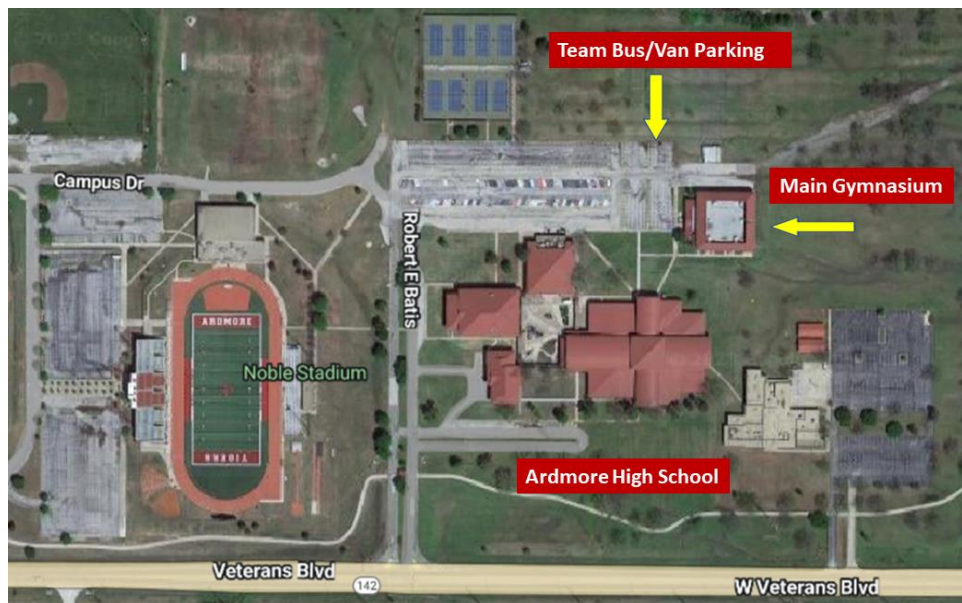 Team Bus/Van Parking
Main Gymnasium
Campus Dr
Robert E Batis
ARDMORE
Noble Stadium
TIGERS
Ardmore High School
Veterans Blvd
142
W Veterans Blvd